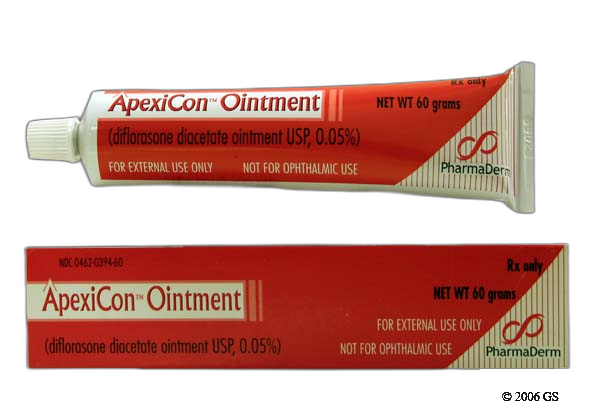 Rx only
ApexiCon™ Ointment
NET WT 60 grams
(diflorasone diacetate ointment USP, 0.05%)
FOR EXTERNAL USE ONLY NOT FOR OPHTHALMIC USE
PharmaDerm
NDC 0462-0394-60
Rx only
ApexiCon™ Ointment
NET WT 60 grams
FOR EXTERNAL USE ONLY
(diflorasone diacetate ointment USP, 0.05%)
NOT FOR OPHTHALMIC USE
PharmaDerm
© 2006 GS